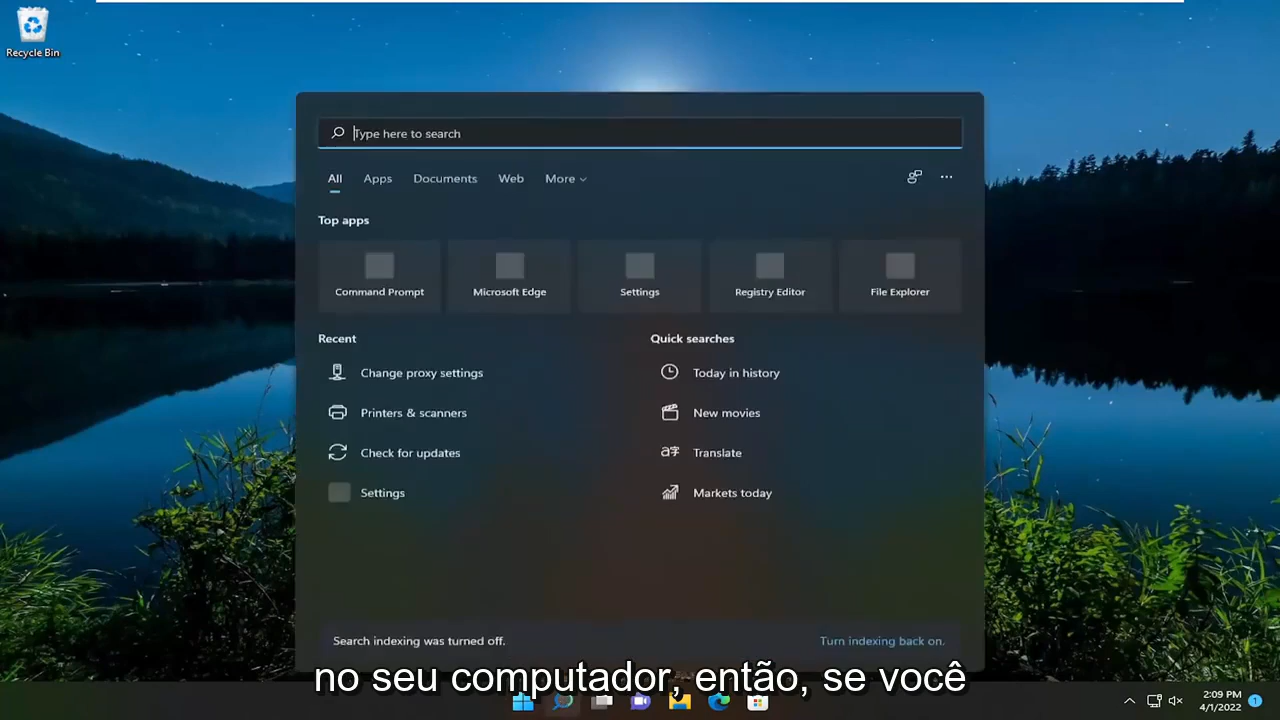 Recycle Bin
Type here to search
All Apps Documents Web More
Top apps
Command Prompt Microsoft Edge Settings Registry Editor File Explorer
Recent Quick searches
Change proxy settings Today in history
Printers & scanners New movies
Check for updates Translate
Settings Markets today
Search indexing was turned off. Turn indexing back on.
no seu computador, então, se você
2:09 PM
4/1/2022
1